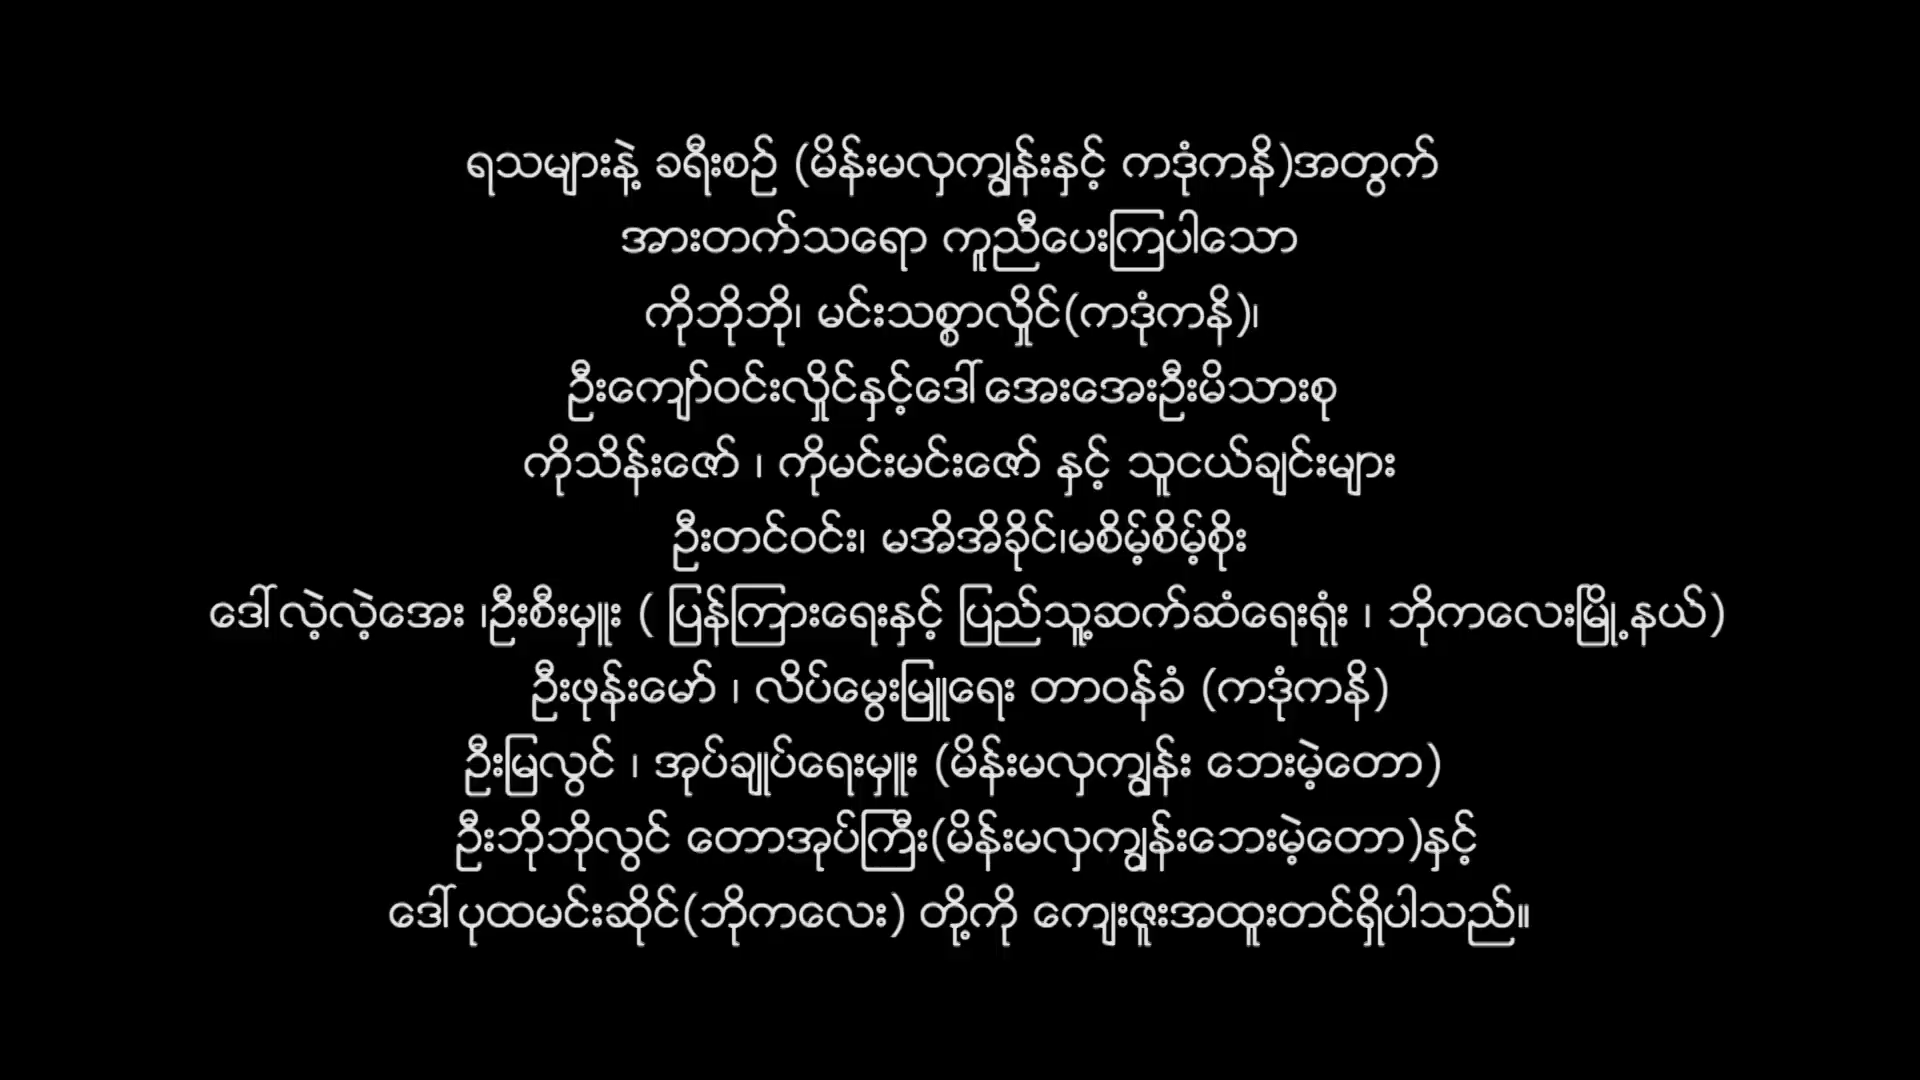 ရသများနဲ့ ခရီးစဉ် (မိန်းမလှကျွန်းနှင့် ကဒုံကနိ)အတွက်
အားတက်သရော ကူညီပေးကြပါသော
ကိုဘိုဘို၊ မင်းသစ္စာလှိုင်(ကဒုံကနိ)၊
ဦးကျော်ဝင်းလှိုင်နှင့်ဒေါ်အေးအေးဦးမိသားစု
ကိုသိန်းဇော် ၊ ကိုမင်းမင်းဇော် နှင့် သူငယ်ချင်းများ
ဦးတင်ဝင်း၊ မအိအိခိုင်၊မစိမ့်စိမ့်စိုး
ဒေါ်လဲ့လဲ့အေး ၊ဦးစီးမှူး ( ပြန်ကြားရေးနှင့် ပြည်သူ့ဆက်ဆံရေးရုံး ၊ ဘိုကလေးမြို့နယ်)
ဦးဖုန်းမော် ၊ လိပ်မွေးမြူရေး တာဝန်ခံ (ကဒုံကနိ)
ဦးမြလွင် ၊ အုပ်ချုပ်ရေးမှူး (မိန်းမလှကျွန်း ဘေးမဲ့တော)
ဦးဘိုဘိုလွင် တောအုပ်ကြီး(မိန်းမလှကျွန်းဘေးမဲ့တော)နှင့်
ဒေါ်ပုထမင်းဆိုင်(ဘိုကလေး) တို့ကို ကျေးဇူးအထူးတင်ရှိပါသည်။